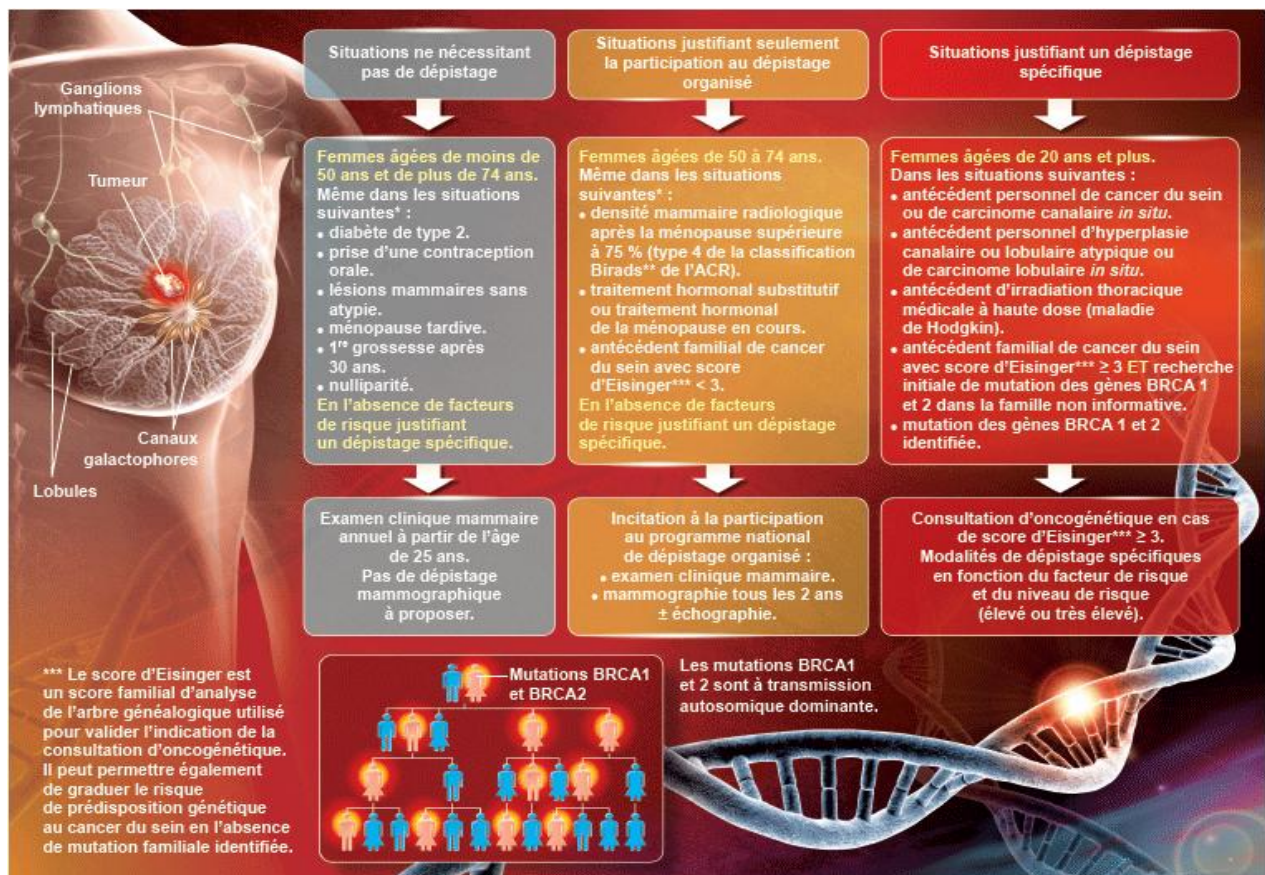 Ganglions
lymphatiques
Tumeur
Canaux
galactophores
Lobules
Situations ne nécessitant
pas de dépistage
Femmes âgées de moins de
50 ans et de plus de 74 ans.
Même dans les situations
suivantes* :
• diabète de type 2.
• prise d'une contraception
orale.
• lésions mammaires sans
atypie.
• ménopause tardive.
• 1re grossesse après
30 ans.
• nulliparité.
En l'absence de facteurs
de risque justifiant
un dépistage spécifique.
Examen clinique mammaire
annuel à partir de l'âge
de 25 ans.
Pas de dépistage
mammographique
à proposer.
Situations justifiant seulement
la participation au dépistage
organisé
Femmes âgées de 50 à 74 ans.
Même dans les situations
suivantes* :
• densité mammaire radiologique
après la ménopause supérieure
à 75 % (type 4 de la classification
Birads** de l'ACR).
• traitement hormonal substitutif
ou traitement hormonal
de la ménopause en cours.
• antécédent familial de cancer
du sein avec score
d'Eisinger*** < 3.
En l'absence de facteurs
de risque justifiant un dépistage
spécifique.
Incitation à la participation
au programme national
de dépistage organisé :
• examen clinique mammaire.
• mammographie tous les 2 ans
± échographie.
Situations justifiant un dépistage
spécifique
Femmes âgées de 20 ans et plus.
Dans les situations suivantes :
• antécédent personnel de cancer du sein
ou de carcinome canalaire in situ.
• antécédent personnel d'hyperplasie
canalaire ou lobulaire atypique ou
de carcinome lobulaire in situ.
• antécédent d'irradiation thoracique
médicale à haute dose (maladie
de Hodgkin).
• antécédent familial de cancer du sein
avec score d'Eisinger*** ≥ 3 ET recherche
initiale de mutation des gènes BRCA 1
et 2 dans la famille non informative.
• mutation des gènes BRCA 1 et 2
identifiée.
Consultation d'oncogénétique en cas
de score d'Eisinger*** ≥ 3.
Modalités de dépistage spécifiques
en fonction du facteur de risque
et du niveau de risque
(élevé ou très élevé).
*** Le score d'Eisinger est
un score familial d'analyse
de l'arbre généalogique utilisé
pour valider l'indication de la
consultation d'oncogénétique.
Il peut permettre également
de graduer le risque
de prédisposition génétique
au cancer du sein en l'absence
de mutation familiale identifiée.
Mutations BRCA1
et BRCA2
Les mutations BRCA1
et 2 sont à transmission
autosomique dominante.